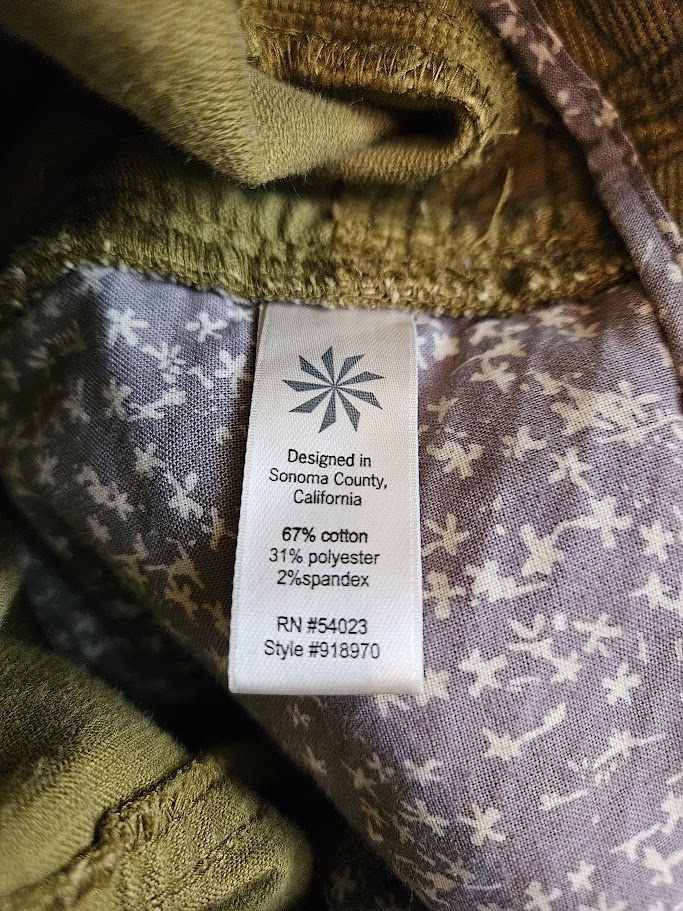 Designed in
Sonoma County,
California
67% cotton
31% polyester
2%spandex
RN #54023
Style #918970